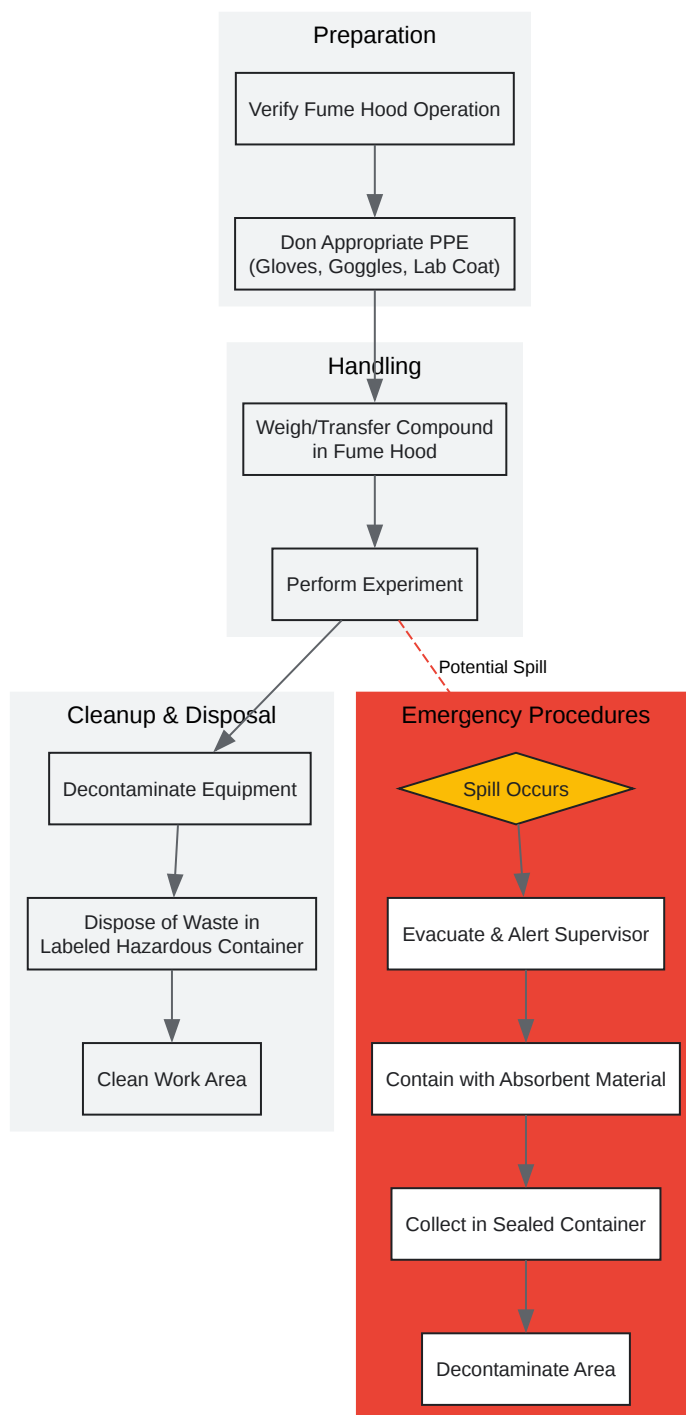 Preparation
Verify Fume Hood Operation
Don Appropriate PPE
(Gloves, Goggles, Lab Coat)
Handling
Weigh/Transfer Compound
in Fume Hood
Perform Experiment
Potential Spill
Cleanup & Disposal
Decontaminate Equipment
Dispose of Waste in
Labeled Hazardous Container
Clean Work Area
Emergency Procedures
Spill Occurs
Evacuate & Alert Supervisor
Contain with Absorbent Material
Collect in Sealed Container
Decontaminate Area